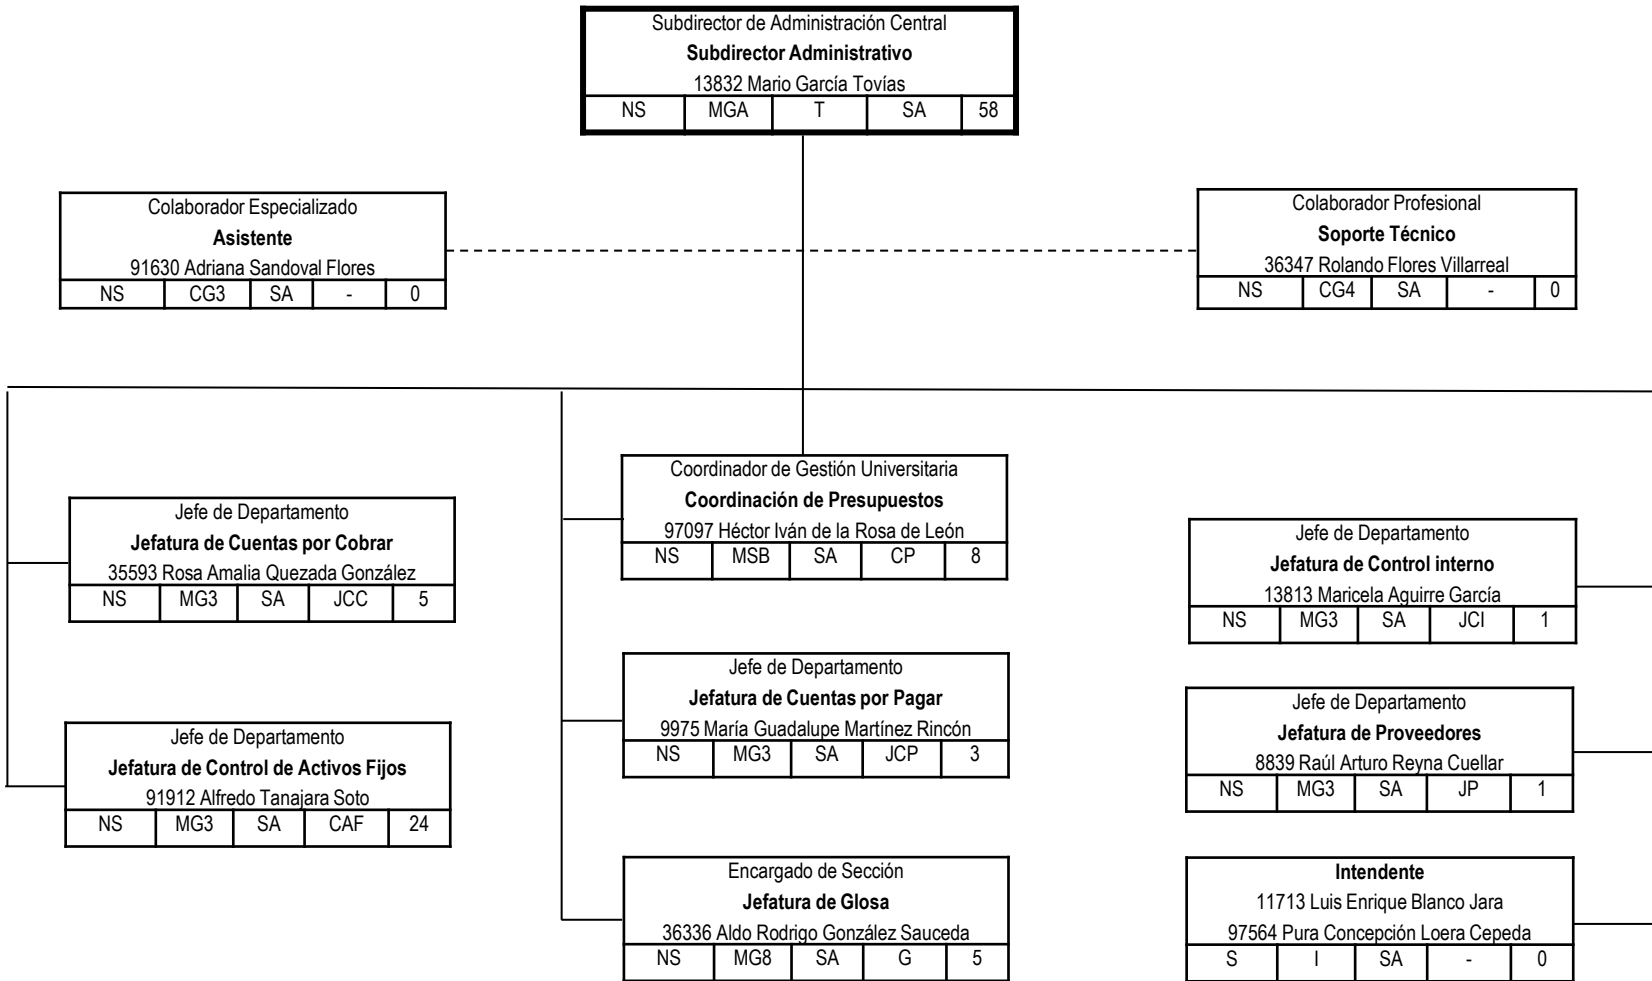 Subdirector de Administración Central
Subdirector Administrativo
13832 Mario García Tovías
NS MGA T SA 58
Colaborador Especializado
Asistente
91630 Adriana Sandoval Flores
NS CG3 SA - 0
Colaborador Profesional
Soporte Técnico
36347 Rolando Flores Villarreal
NS CG4 SA - 0
Jefe de Departamento
Jefatura de Cuentas por Cobrar
35593 Rosa Amalia Quezada González
NS MG3 SA JCC 5
Jefe de Departamento
Jefatura de Control de Activos Fijos
91912 Alfredo Tanajara Soto
NS MG3 SA CAF 24
Coordinador de Gestión Universitaria
Coordinación de Presupuestos
97097 Héctor Iván de la Rosa de León
NS MSB SA CP 8
Jefe de Departamento
Jefatura de Cuentas por Pagar
9975 María Guadalupe Martínez Rincón
NS MG3 SA JCP 3
Encargado de Sección
Jefatura de Glosa
36336 Aldo Rodrigo González Sauceda
NS MG8 SA G 5
Jefe de Departamento
Jefatura de Control interno
13813 Maricela Aguirre García
NS MG3 SA JCI 1
Jefe de Departamento
Jefatura de Proveedores
8839 Raúl Arturo Reyna Cuellar
NS MG3 SA JP 1
Intendente
11713 Luis Enrique Blanco Jara
97564 Pura Concepción Loera Cepeda
S I SA - 0